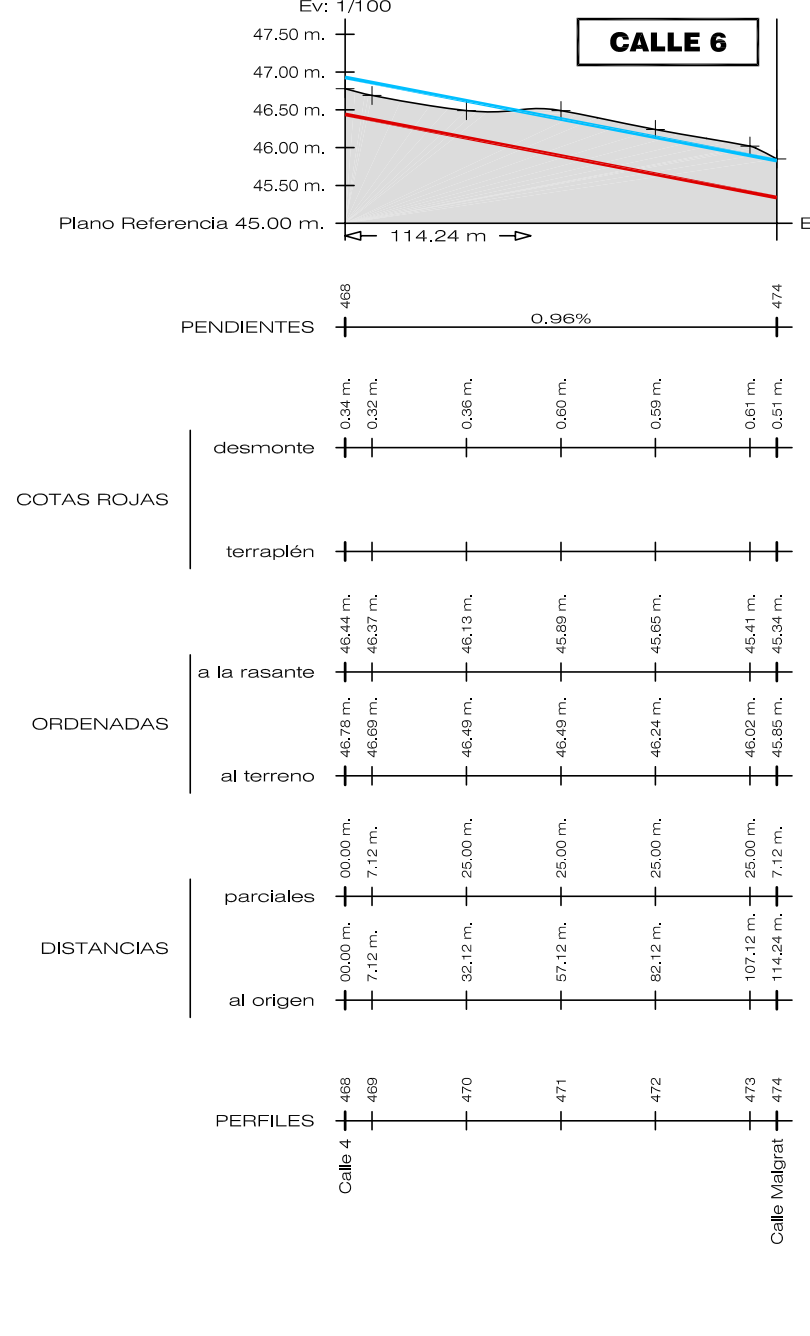 Ev: 1/100
CALLE 6
47.50 m.
47.00 m.
46.50 m.
46.00 m.
45.50 m.
Plano Referencia 45.00 m.
E
114.24 m
468 474
PENDIENTES 0.96%
0.34 m. 0.32 m. 0.36 m. 0.60 m. 0.59 m. 0.61 m. 0.51 m.
desmonte
COTAS ROJAS
terraplén
46.44 m. 46.37 m. 46.13 m. 45.89 m. 45.65 m. 45.41 m. 45.34 m.
a la rasante
ORDENADAS
46.78 m. 46.69 m. 46.49 m. 46.49 m. 46.24 m. 46.02 m. 45.85 m.
al terreno
00.00 m. 7.12 m. 25.00 m. 25.00 m. 25.00 m. 25.00 m. 7.12 m.
parciales
DISTANCIAS
00.00 m. 7.12 m. 32.12 m. 57.12 m. 82.12 m. 107.12 m. 114.24 m.
al origen
468 469 470 471 472 473 474
PERFILES
Calle 4
Calle Malgrat